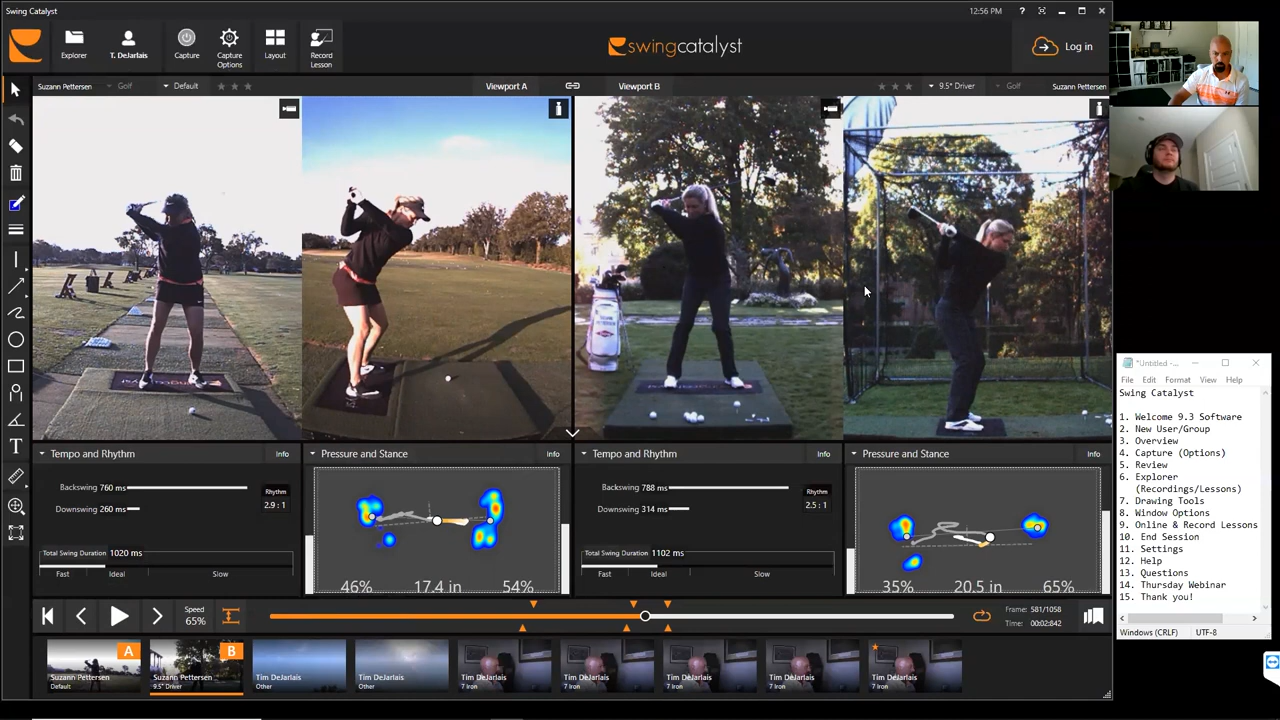 Swing Catalyst
12:56 PM
?
Explorer
T. DeJarlais
Capture
Capture Options
Layout
Record Lesson
swingcatalyst
Log in
Suzann Pettersen
Golf
Default
Viewport A
Viewport B
9.5° Driver
Golf
Suzann Pettersen
T
Tempo and Rhythm
Info
Backswing 760 ms
Downswing 260 ms
Rhythm
2.9 : 1
Total Swing Duration 1020 ms
Fast Ideal Slow
Pressure and Stance
Info
46% 17.4 in 54%
Tempo and Rhythm
Info
Backswing 788 ms
Downswing 314 ms
Rhythm
2.5 : 1
Total Swing Duration 1102 ms
Fast Ideal Slow
Pressure and Stance
Info
35% 20.5 in 65%
Speed
65%
Frame: 581/1058
Time: 00:02:842
A
Suzann Pettersen
Default
B
Suzann Pettersen
9.5° Driver
Tim DeJarlais
Other
Tim DeJarlais
Other
Tim DeJarlais
7 Iron
Tim DeJarlais
7 Iron
Tim DeJarlais
7 Iron
Tim DeJarlais
7 Iron
Tim DeJarlais
7 Iron
*Untitled -...
File Edit Format View Help
Swing Catalyst
1. Welcome 9.3 Software
2. New User/Group
3. Overview
4. Capture (Options)
5. Review
6. Explorer
(Recordings/Lessons)
7. Drawing Tools
8. Window Options
9. Online & Record Lessons
10. End Session
11. Settings
12. Help
13. Questions
14. Thursday Webinar
15. Thank you!
Windows (CRLF) UTF-8